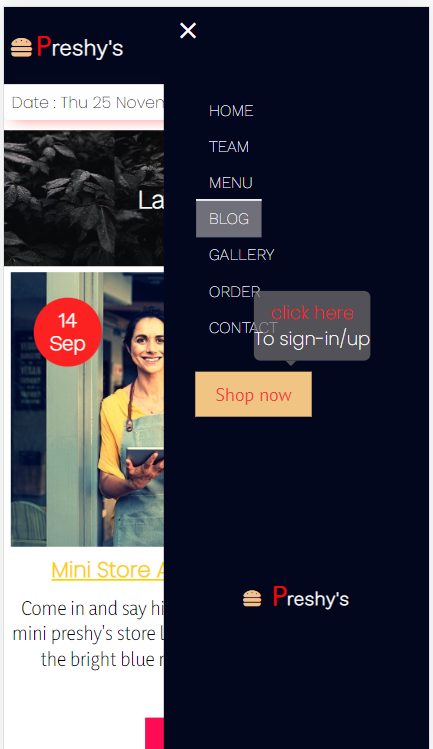 Preshy's
Date : Thu 25 Novem
La
HOME
TEAM
MENU
BLOG
GALLERY
ORDER
CONTACT
click here
To sign-in/up
Shop now
14
Sep
Mini Store A
Come in and say hi
mini preshy's store l
the bright blue r
Preshy's